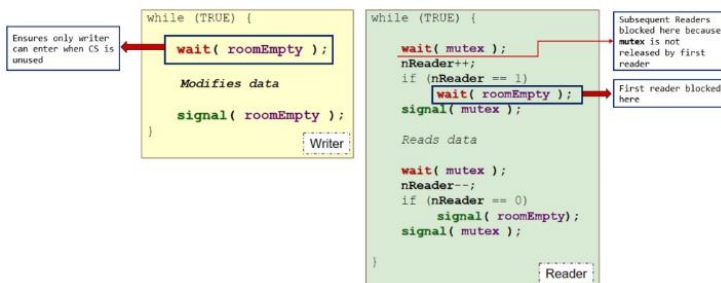 Ensures only writer
can enter when CS is
unused
while (TRUE) {
wait( roomEmpty );
Modifies data
signal( roomEmpty );
}
Writer
while (TRUE) {
wait( mutex );
nReader++;
if (nReader == 1)
wait( roomEmpty );
signal( mutex );
Reads data
wait( mutex );
nReader--;
if (nReader == 0)
signal( roomEmpty);
signal( mutex );
}
Reader
Subsequent Readers
blocked here because
mutex is not
released by first
reader
First reader blocked
here